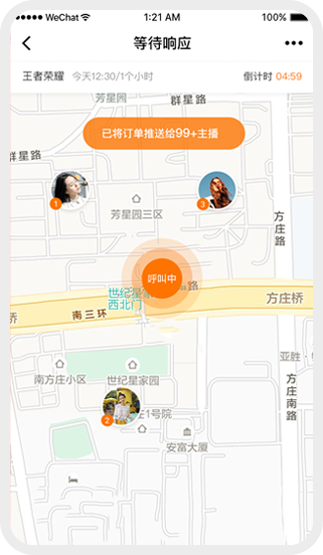 WeChat
1:21 AM
100%
等待响应
王者荣耀 今天12:30/1个小时 倒计时 04:59
芳星园
群星路
已将订单推送给99+主播
群星路
1
3
芳星园三区
方庄路
呼叫中
世纪星
西北门
路
方庄桥
南三环
亚胜·世
南方庄小区
世纪星家园
方庄南路
2
庄1号院
安富大厦